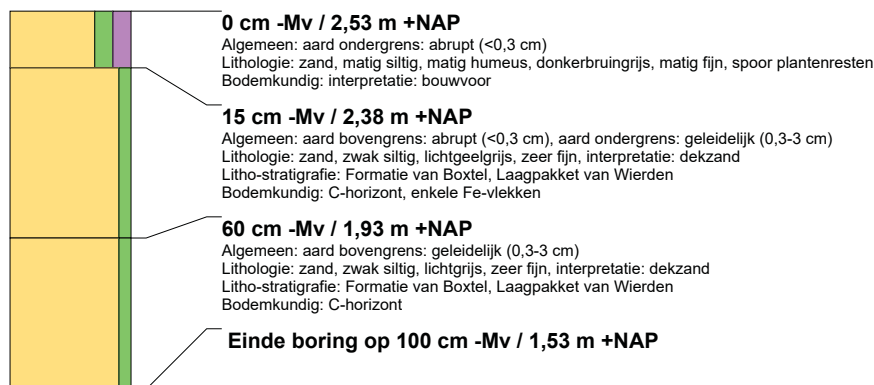 0 cm -Mv / 2,53 m +NAP
Algemeen: aard ondergrens: abrupt (<0,3 cm)
Lithologie: zand, matig siltig, matig humeus, donkerbruingrijs, matig fijn, spoor plantenresten
Bodemkundig: interpretatie: bouwvoor
15 cm -Mv / 2,38 m +NAP
Algemeen: aard bovengrens: abrupt (<0,3 cm), aard ondergrens: geleidelijk (0,3-3 cm)
Lithologie: zand, zwak siltig, lichtgeelgrijs, zeer fijn, interpretatie: dekzand
Litho-stratigrafie: Formatie van Boxtel, Laagpakket van Wierden
Bodemkundig: C-horizont, enkele Fe-vlekken
60 cm -Mv / 1,93 m +NAP
Algemeen: aard bovengrens: geleidelijk (0,3-3 cm)
Lithologie: zand, zwak siltig, lichtgrijs, zeer fijn, interpretatie: dekzand
Litho-stratigrafie: Formatie van Boxtel, Laagpakket van Wierden
Bodemkundig: C-horizont
Einde boring op 100 cm -Mv / 1,53 m +NAP